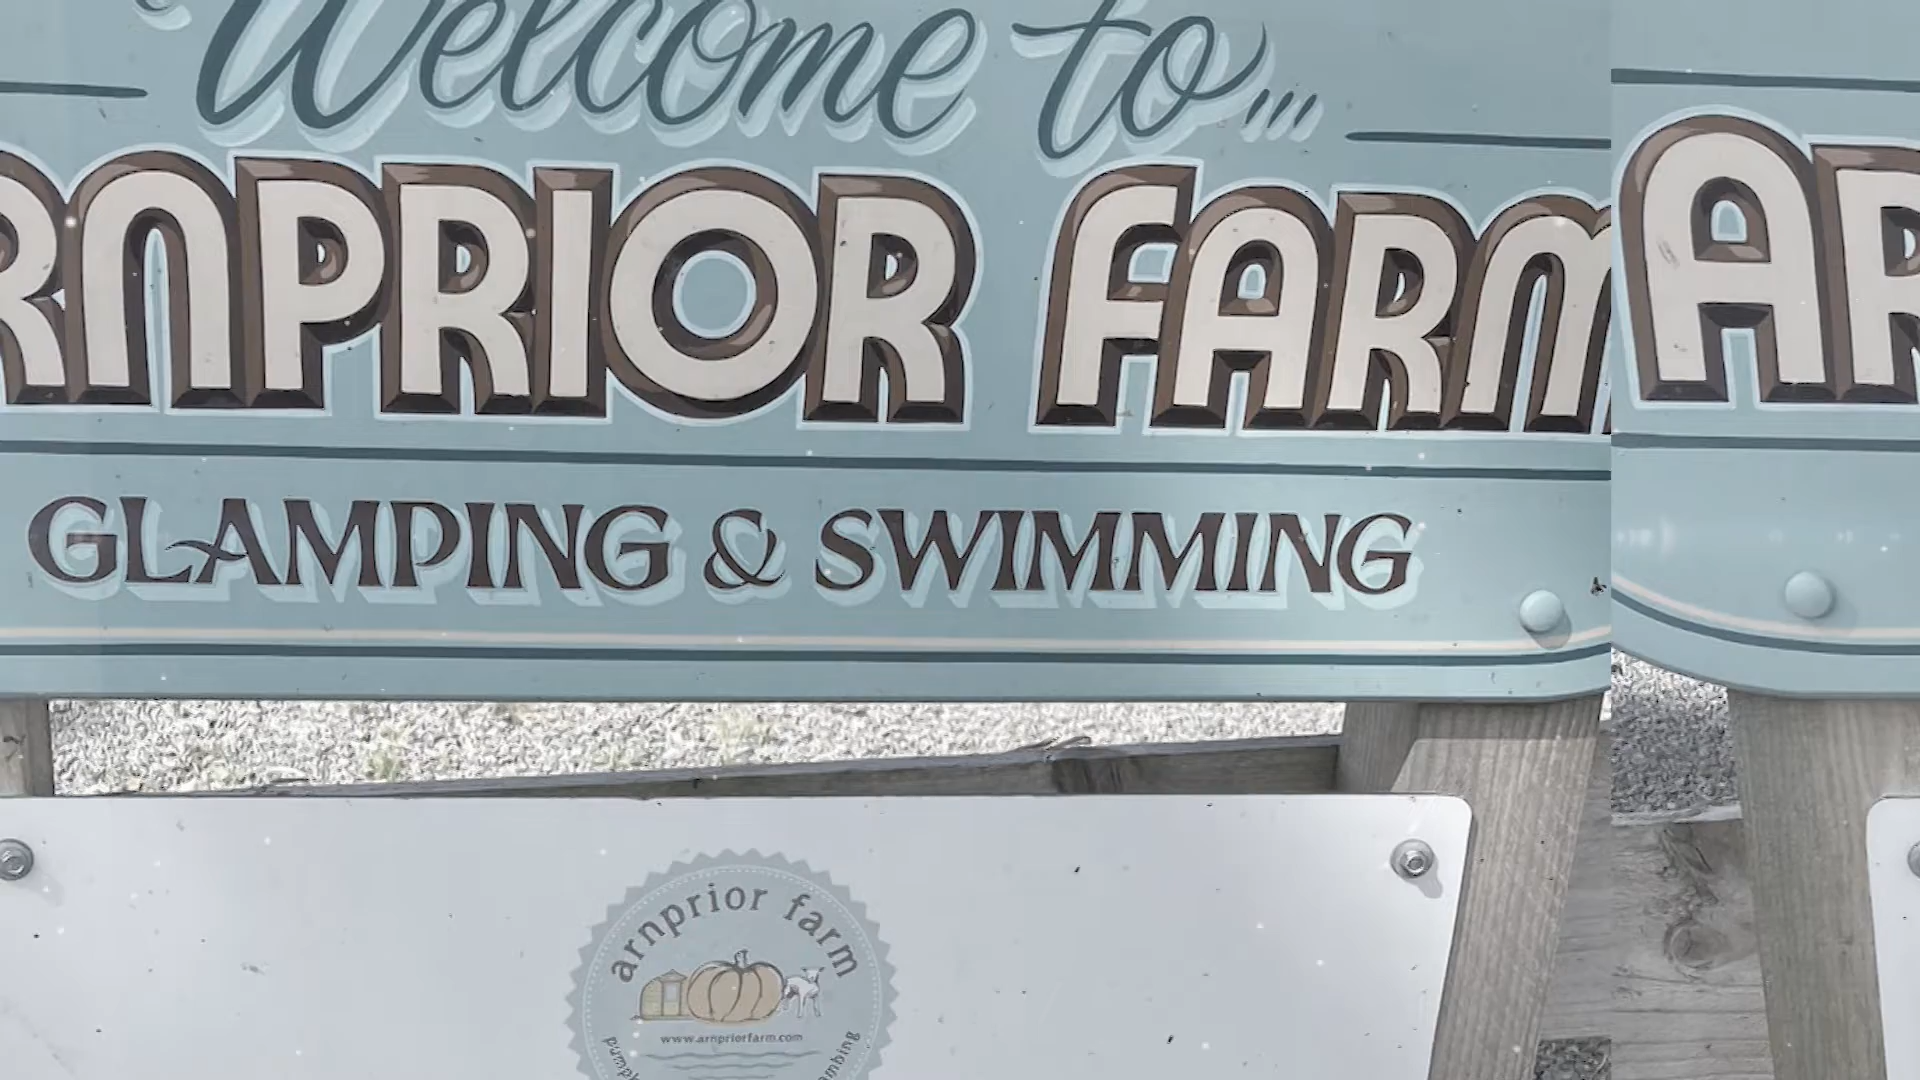 Welcome to...
RNPRIOR FARM
AR
GLAMPING & SWIMMING
arnprior farm
www.arnpriorfarm.com